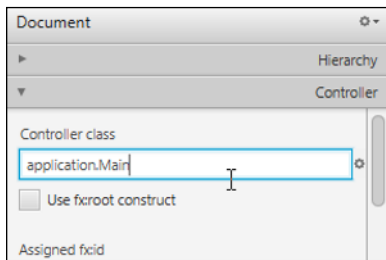 Document
Hierarchy
Controller
Controller class
application.Main
Use fx:root construct
Assigned fx:id